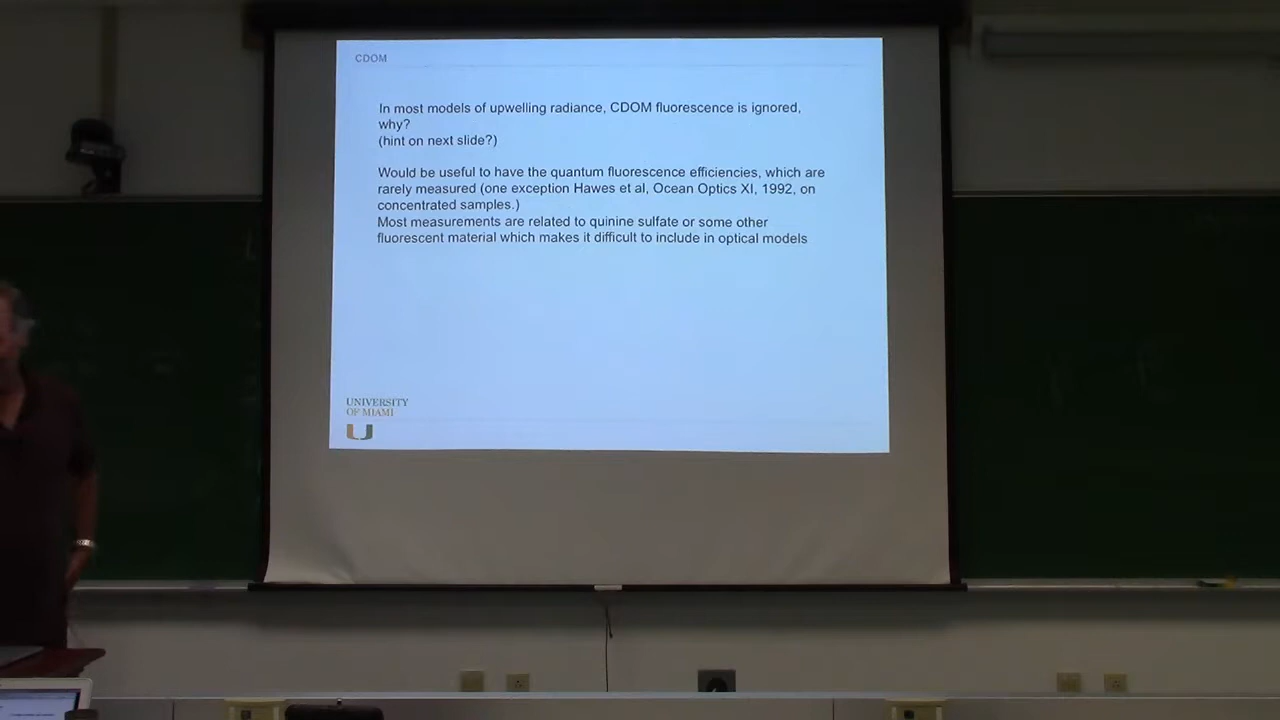 CDOM
In most models of upwelling radiance, CDOM fluorescence is ignored,
why?
(hint on next slide?)
Would be useful to have the quantum fluorescence efficiencies, which are
rarely measured (one exception Hawes et al, Ocean Optics XI, 1992, on
concentrated samples.)
Most measurements are related to quinine sulfate or some other
fluorescent material which makes it difficult to include in optical models
UNIVERSITY
OF MIAMI